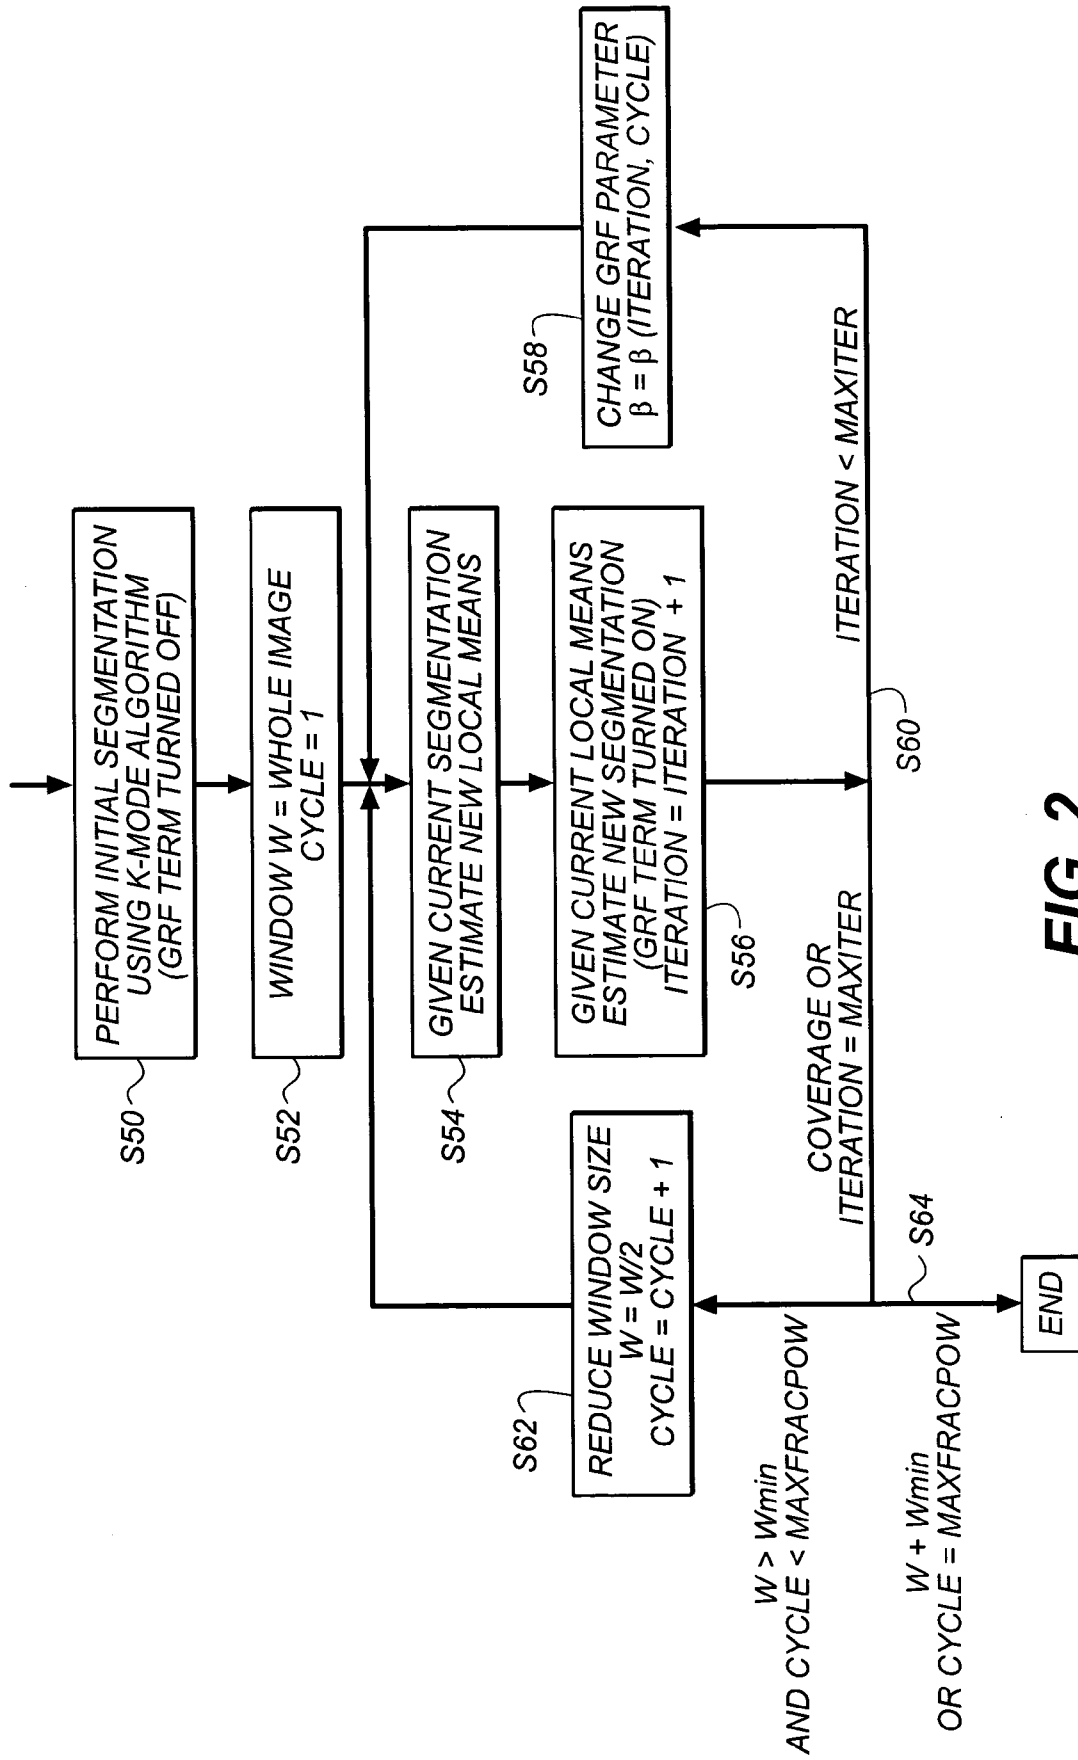 PERFORM INITIAL SEGMENTATION
USING K-MODE ALGORITHM
(GRF TERM TURNED OFF)
S50
WINDOW W = WHOLE IMAGE
CYCLE = 1
S52
GIVEN CURRENT SEGMENTATION
ESTIMATE NEW LOCAL MEANS
S54
GIVEN CURRENT LOCAL MEANS
ESTIMATE NEW SEGMENTATION
(GRF TERM TURNED ON)
ITERATION = ITERATION + 1
S56
CHANGE GRF PARAMETER
β = β (ITERATION, CYCLE)
S58
ITERATION < MAXITER
S60
COVERAGE OR
ITERATION = MAXITER
REDUCE WINDOW SIZE
W = W/2
CYCLE = CYCLE + 1
S62
W > Wmin
AND CYCLE < MAXFRACPOW
S64
W + Wmin
OR CYCLE = MAXFRACPOW
END
FIG. 2